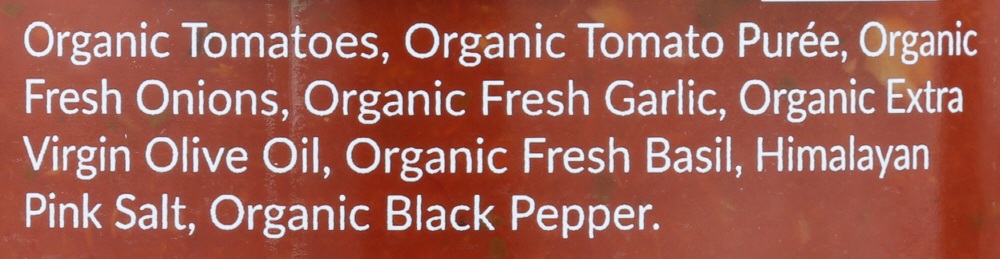 Organic Tomatoes, Organic Tomato Purée, Organic
Fresh Onions, Organic Fresh Garlic, Organic Extra
Virgin Olive Oil, Organic Fresh Basil, Himalayan
Pink Salt, Organic Black Pepper.